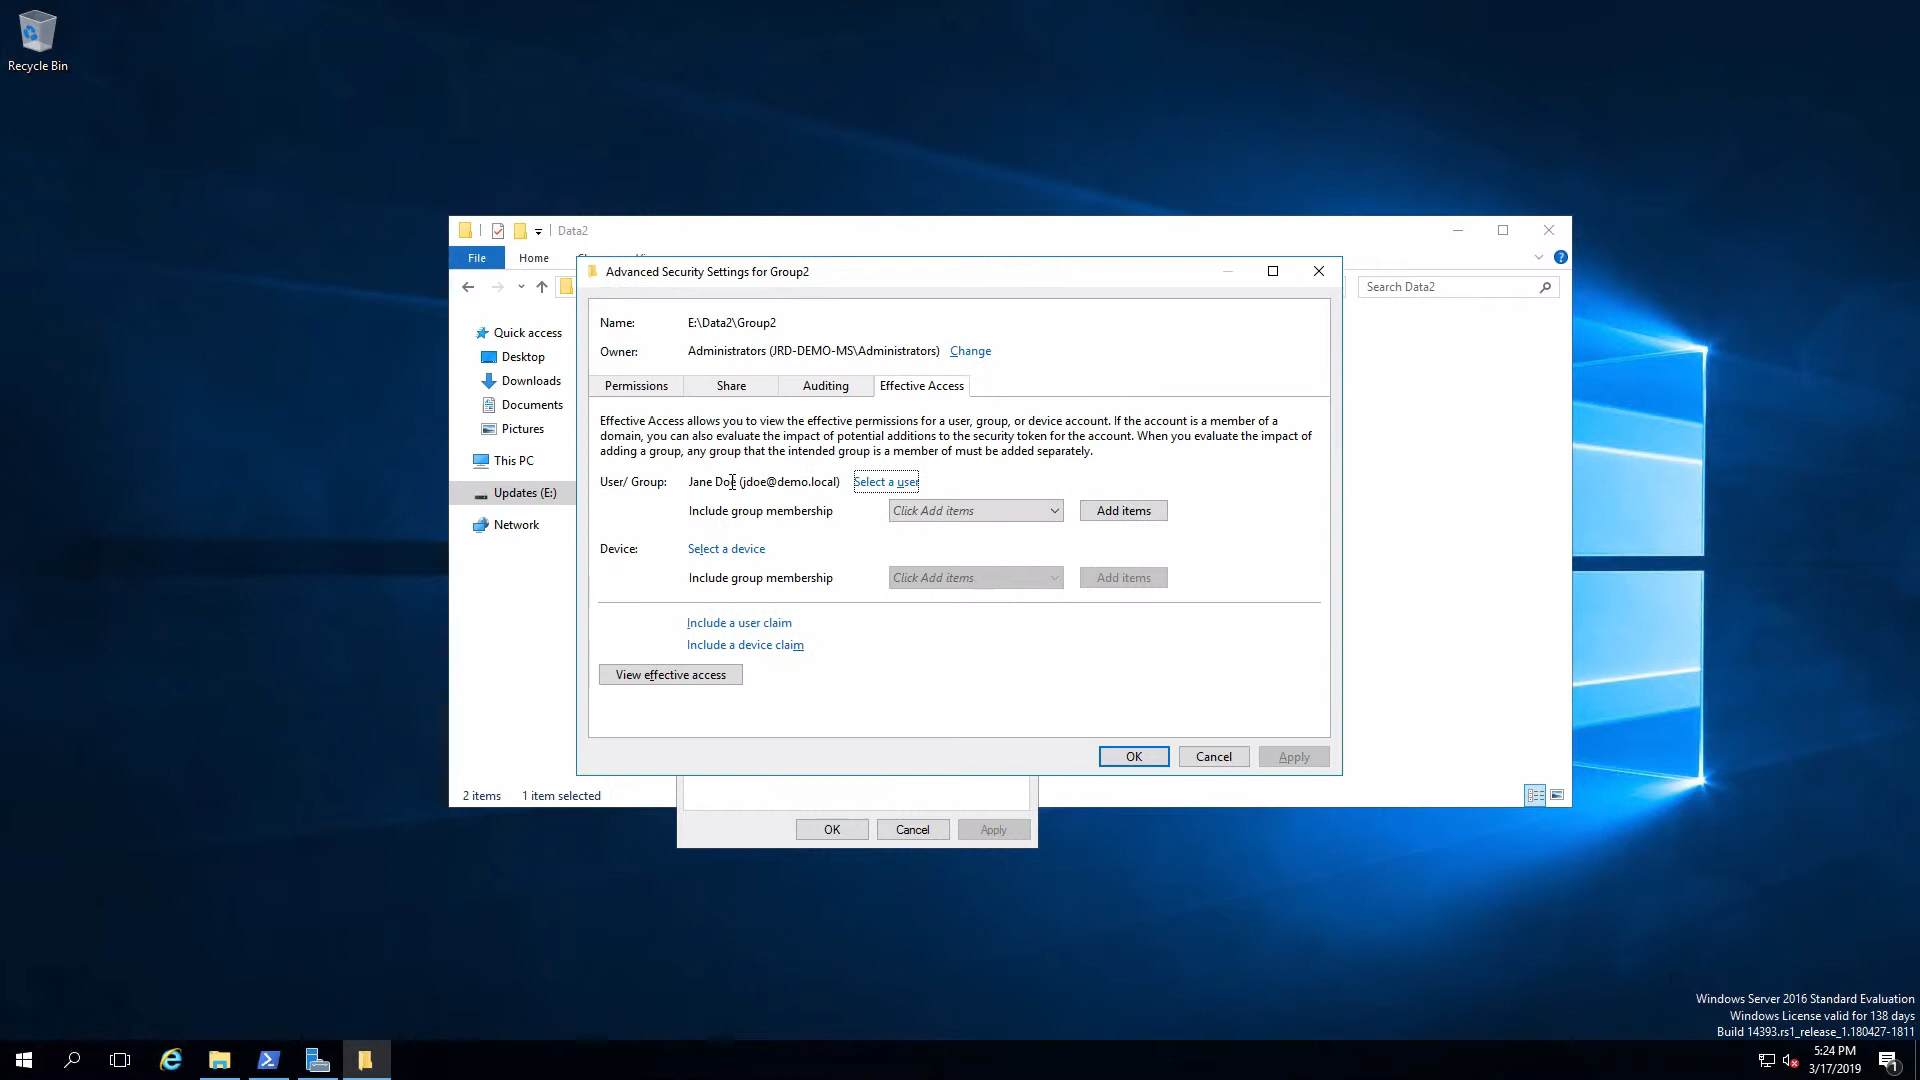 Recycle Bin
Data2
File
Home
Search Data2
Quick access
Desktop
Downloads
Documents
Pictures
This PC
Updates (E:)
Network
2 items
1 item selected
Advanced Security Settings for Group2
Name:
E:\Data2\Group2
Owner:
Administrators (JRD-DEMO-MS\Administrators)
Change
Permissions
Share
Auditing
Effective Access
Effective Access allows you to view the effective permissions for a user, group, or device account. If the account is a member of a
domain, you can also evaluate the impact of potential additions to the security token for the account. When you evaluate the impact of
adding a group, any group that the intended group is a member of must be added separately.
User/ Group:
Jane Doe (jdoe@demo.local)
Select a user
Include group membership
Click Add items
Add items
Device:
Select a device
Include group membership
Click Add items
Add items
Include a user claim
Include a device claim
View effective access
OK
Cancel
Apply
OK
Cancel
Apply
Windows Server 2016 Standard Evaluation
Windows License valid for 138 days
Build 14393.rs1_release_1.180427-1811
5:24 PM
3/17/2019
1